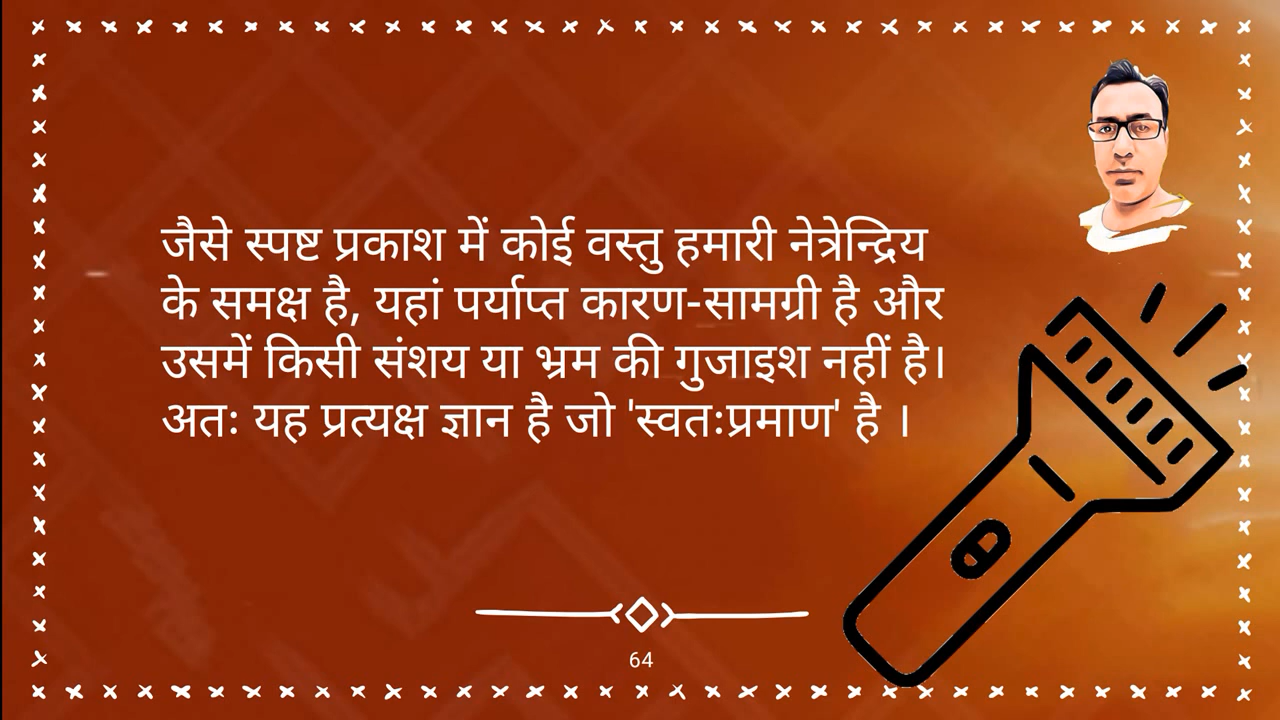 जैसे स्पष्ट प्रकाश में कोई वस्तु हमारी नेत्रेन्द्रिय
के समक्ष है, यहां पर्याप्त कारण-सामग्री है और
उसमें किसी संशय या भ्रम की गुजाइश नहीं है।
अतः यह प्रत्यक्ष ज्ञान है जो 'स्वतःप्रमाण' है ।
64